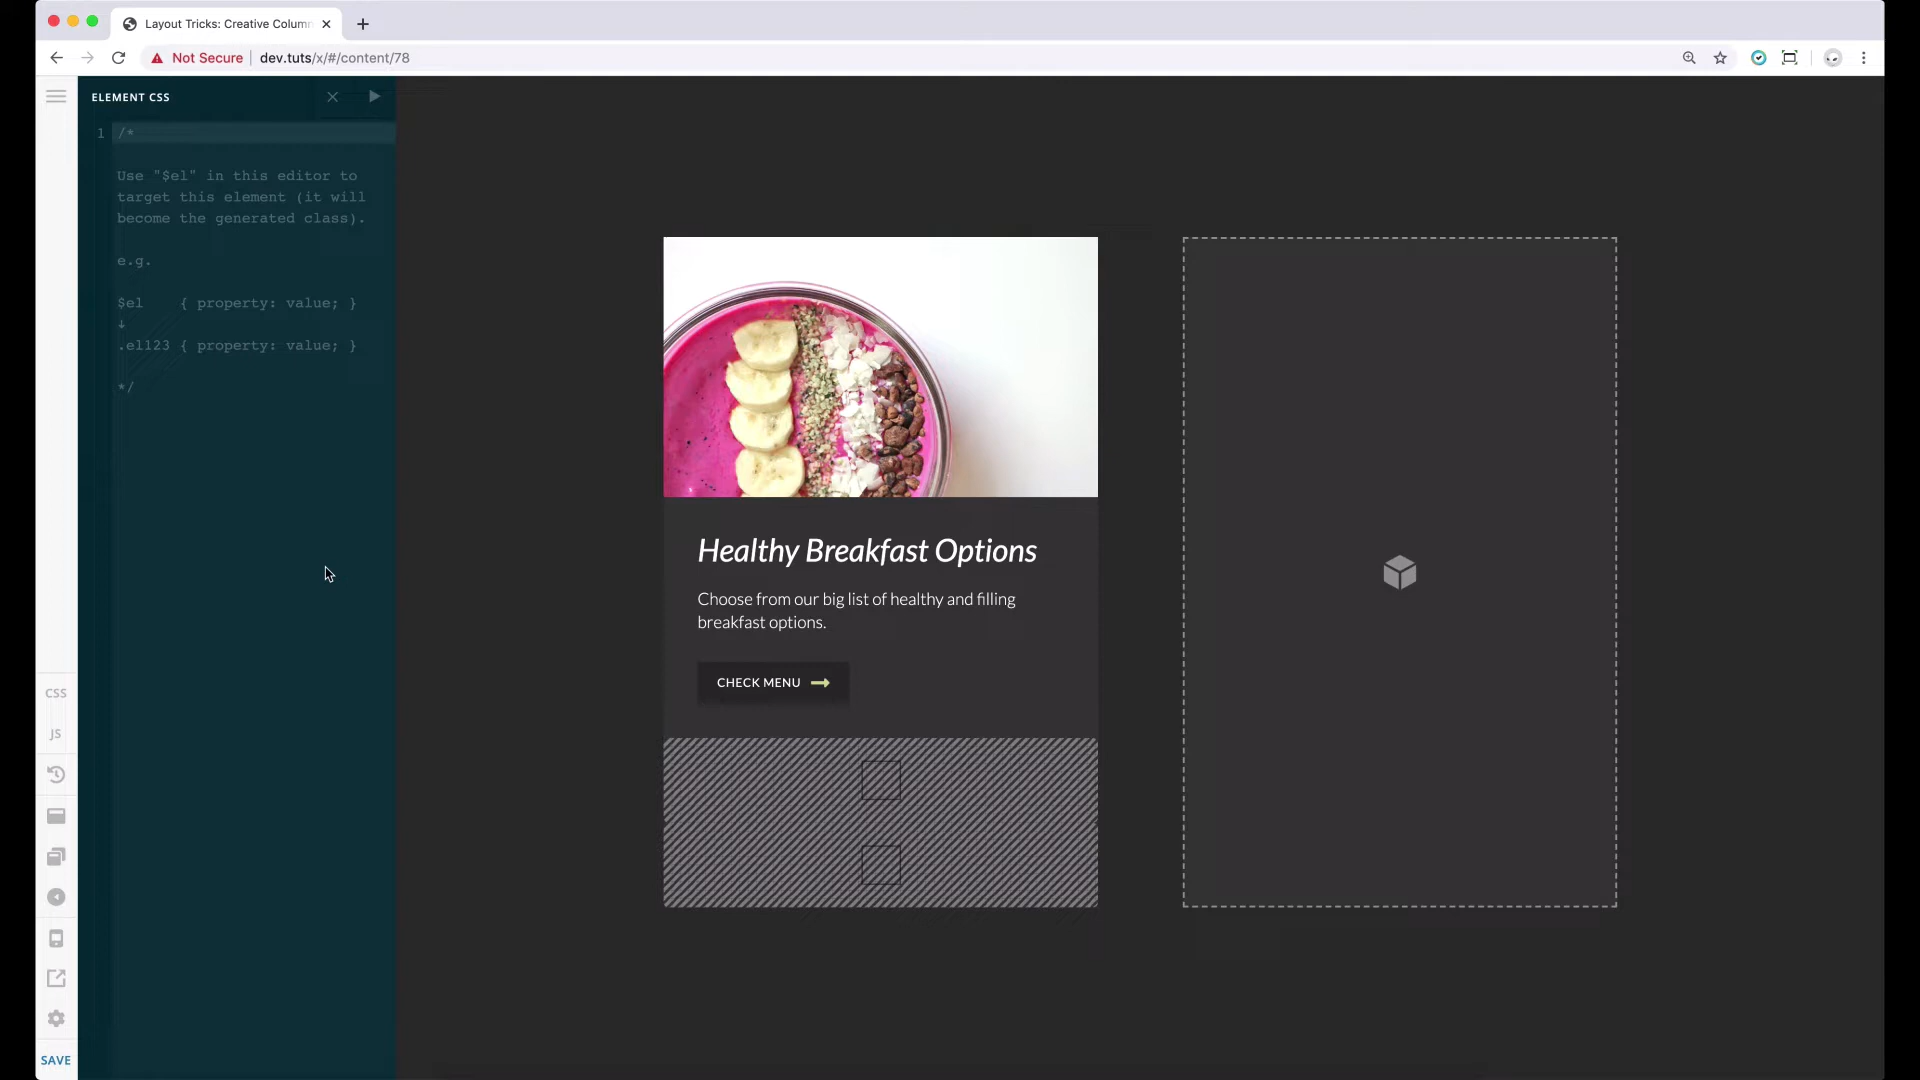 Layout Tricks: Creative Column
Not Secure
dev.tuts/x/#/content/78
ELEMENT CSS
1
/*
Use "$el" in this editor to
target this element (it will
become the generated class).
e.g.
$el { property: value; }
↓
.el123 { property: value; }
*/
Healthy Breakfast Options
Choose from our big list of healthy and filling
breakfast options.
CHECK MENU
CSS
JS
SAVE